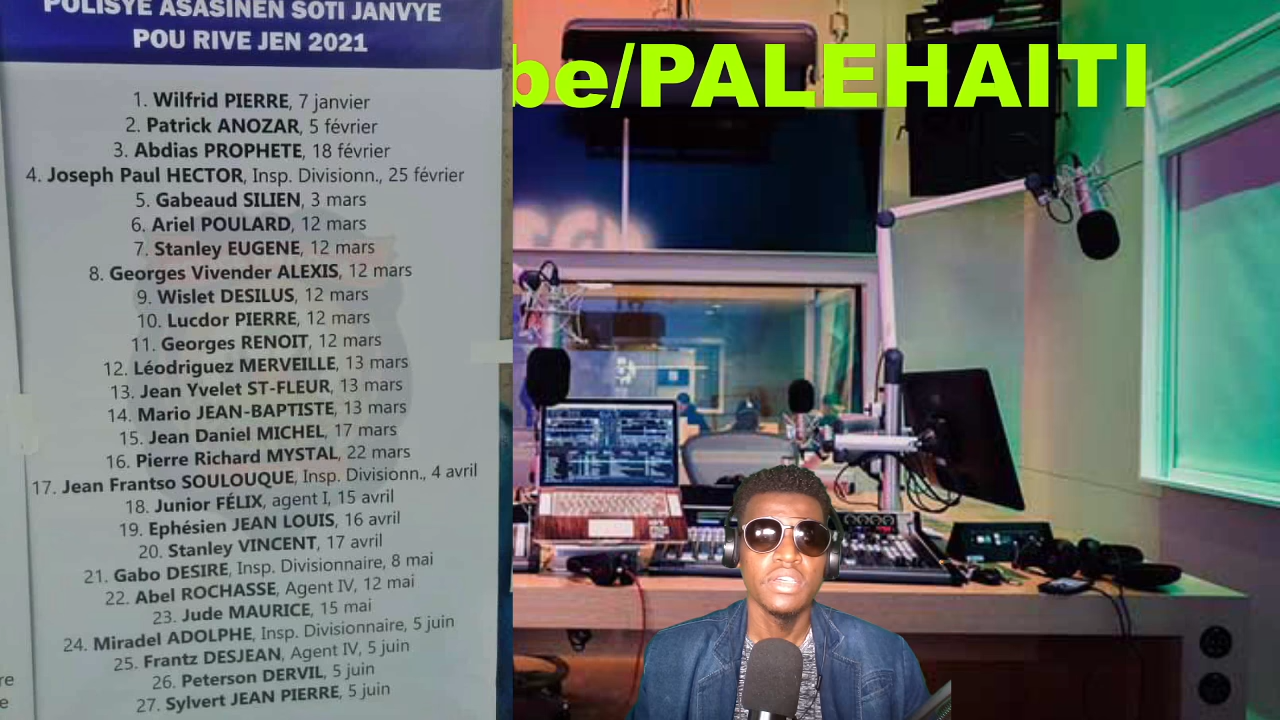 POLISYE ASASINEN SOTI JANVYE
POU RIVE JEN 2021
1. Wilfrid PIERRE, 7 janvier
2. Patrick ANOZAR, 5 février
3. Abdias PROPHETE, 18 février
4. Joseph Paul HECTOR, Insp. Divisionn., 25 février
5. Gabeaud SILIEN, 3 mars
6. Ariel POULARD, 12 mars
7. Stanley EUGENE, 12 mars
8. Georges Vivender ALEXIS, 12 mars
9. Wislet DESILUS, 12 mars
10. Lucdor PIERRE, 12 mars
11. Georges RENOIT, 12 mars
12. Léodriguez MERVEILLE, 13 mars
13. Jean Yvelet ST-FLEUR, 13 mars
14. Mario JEAN-BAPTISTE, 13 mars
15. Jean Daniel MICHEL, 17 mars
16. Pierre Richard MYSTAL, 22 mars
17. Jean Frantso SOULOUQUE, Insp. Divisionn., 4 avril
18. Junior FÉLIX, agent I, 15 avril
19. Ephésien JEAN LOUIS, 16 avril
20. Stanley VINCENT, 17 avril
21. Gabo DESIRE, Insp. Divisionnaire, 8 mai
22. Abel ROCHASSE, Agent IV, 12 mai
23. Jude MAURICE, 15 mai
24. Miradel ADOLPHE, Insp. Divisionnaire, 5 juin
25. Frantz DESJEAN, Agent IV, 5 juin
26. Peterson DERVIL, 5 juin
27. Sylvert JEAN PIERRE, 5 juin
re
e
be/PALEHAITI